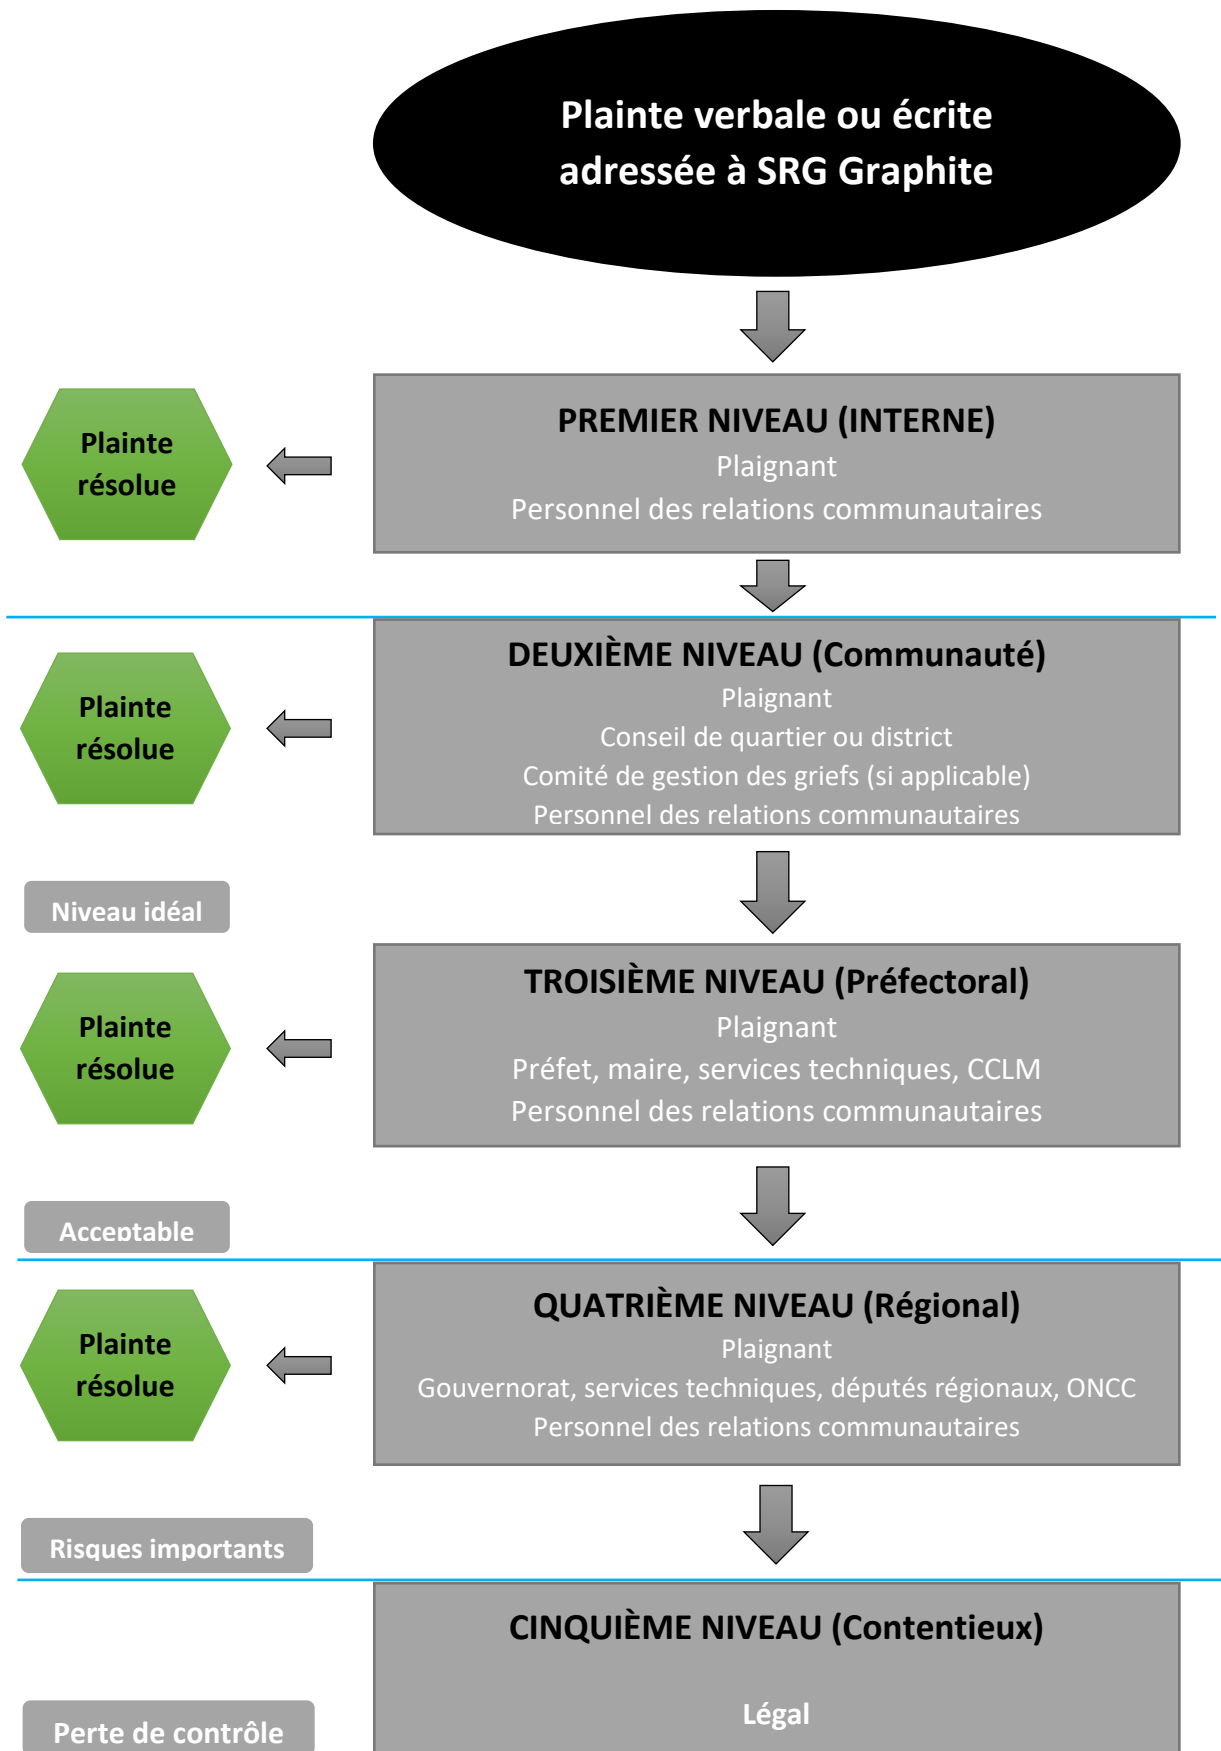 Plainte verbale ou écrite
adressée à SRG Graphite
PREMIER NIVEAU (INTERNE)
Plaignant
Personnel des relations communautaires
Plainte
résolue
DEUXIÈME NIVEAU (Communauté)
Plaignant
Conseil de quartier ou district
Comité de gestion des griefs (si applicable)
Personnel des relations communautaires
Plainte
résolue
Niveau idéal
TROISIÈME NIVEAU (Préfectoral)
Plaignant
Préfet, maire, services techniques, CCLM
Personnel des relations communautaires
Plainte
résolue
Acceptable
QUATRIÈME NIVEAU (Régional)
Plaignant
Gouvernorat, services techniques, députés régionaux, ONCC
Personnel des relations communautaires
Plainte
résolue
Risques importants
CINQUIÈME NIVEAU (Contentieux)
Légal
Perte de contrôle